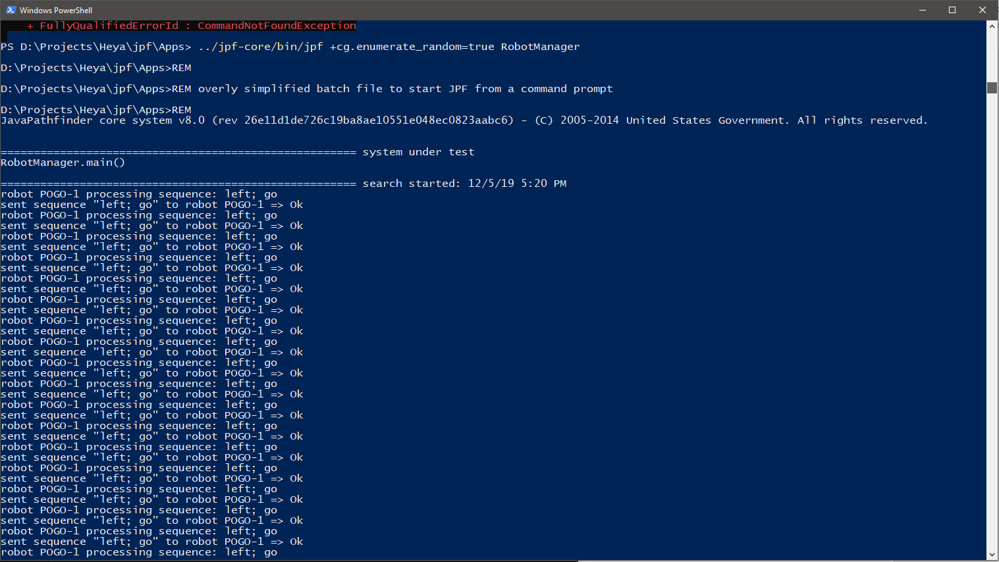 Windows PowerShell
+ FullyQualifiedErrorId : CommandNotFoundException
PS D:\Projects\Heya\jpf\Apps> ../jpf-core/bin/jpf +cg.enumerate_random=true RobotManager
D:\Projects\Heya\jpf\Apps>REM
D:\Projects\Heya\jpf\Apps>REM overly simplified batch file to start JPF from a command prompt
D:\Projects\Heya\jpf\Apps>REM
JavaPathfinder core system v8.0 (rev 26e11d1de726c19ba8ae10551e048ec0823aabc6) - (C) 2005-2014 United States Government. All rights reserved.
====================================================== system under test
RobotManager.main()
====================================================== search started: 12/5/19 5:20 PM
robot POGO-1 processing sequence: left; go
sent sequence "left; go" to robot POGO-1 => Ok
robot POGO-1 processing sequence: left; go
sent sequence "left; go" to robot POGO-1 => Ok
robot POGO-1 processing sequence: left; go
sent sequence "left; go" to robot POGO-1 => Ok
robot POGO-1 processing sequence: left; go
sent sequence "left; go" to robot POGO-1 => Ok
robot POGO-1 processing sequence: left; go
sent sequence "left; go" to robot POGO-1 => Ok
robot POGO-1 processing sequence: left; go
sent sequence "left; go" to robot POGO-1 => Ok
robot POGO-1 processing sequence: left; go
sent sequence "left; go" to robot POGO-1 => Ok
robot POGO-1 processing sequence: left; go
sent sequence "left; go" to robot POGO-1 => Ok
robot POGO-1 processing sequence: left; go
sent sequence "left; go" to robot POGO-1 => Ok
robot POGO-1 processing sequence: left; go
sent sequence "left; go" to robot POGO-1 => Ok
robot POGO-1 processing sequence: left; go
sent sequence "left; go" to robot POGO-1 => Ok
robot POGO-1 processing sequence: left; go
sent sequence "left; go" to robot POGO-1 => Ok
robot POGO-1 processing sequence: left; go
sent sequence "left; go" to robot POGO-1 => Ok
robot POGO-1 processing sequence: left; go
sent sequence "left; go" to robot POGO-1 => Ok
robot POGO-1 processing sequence: left; go
sent sequence "left; go" to robot POGO-1 => Ok
robot POGO-1 processing sequence: left; go
sent sequence "left; go" to robot POGO-1 => Ok
robot POGO-1 processing sequence: left; go
sent sequence "left; go" to robot POGO-1 => Ok
robot POGO-1 processing sequence: left; go